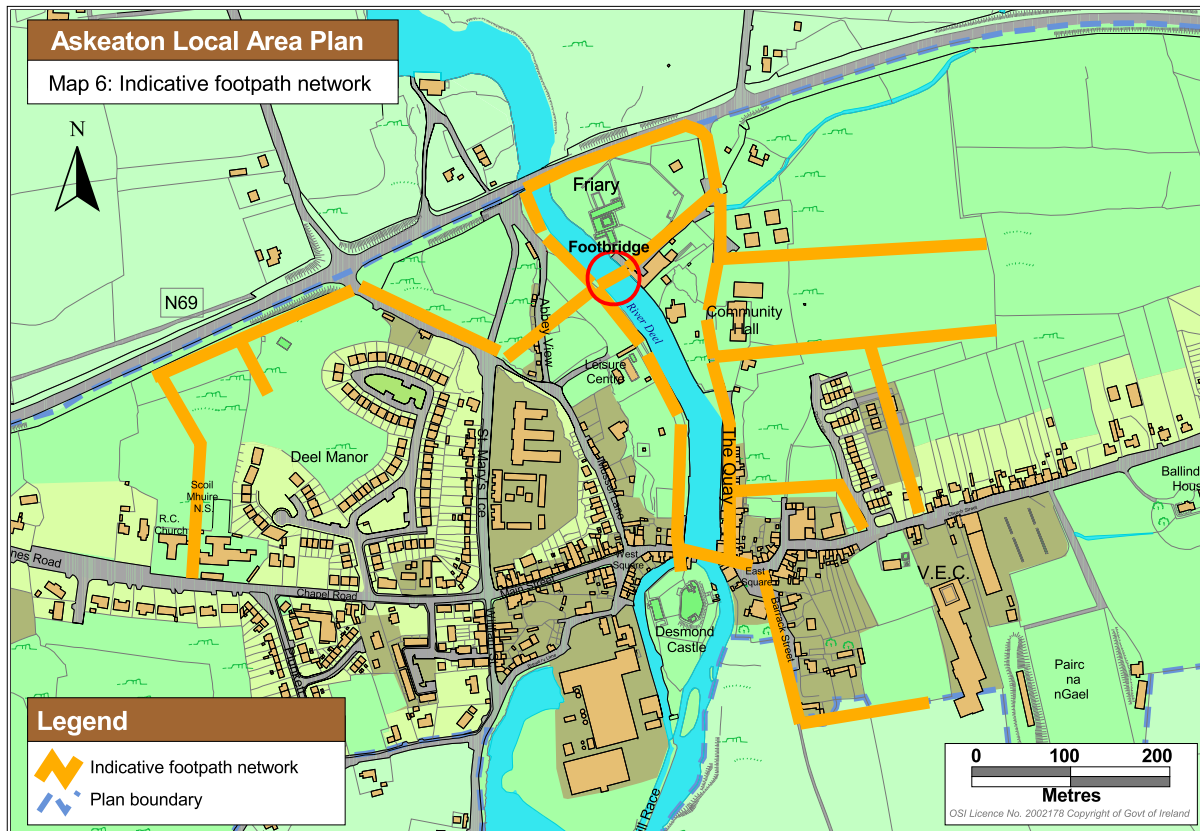 Askeaton Local Area Plan
Map 6: Indicative footpath network
N
Friary
Footbridge
N69
River Deel
Community
Hall
Abbey View
Leisure
Centre
Deel Manor
St. Mary's Tce
The Quay
Scoil
Mhuire
N.S.
R.C.
Church
Ballind
Hous
Church Street
nes Road
West
Square
East
Square
V.E.C.
Main Street
Chapel Road
Barrack Street
Desmond
Castle
Pairc
na
nGael
Legend
Indicative footpath network
Plan boundary
0 100 200
Metres
OSI Licence No. 2002178 Copyright of Govt of Ireland